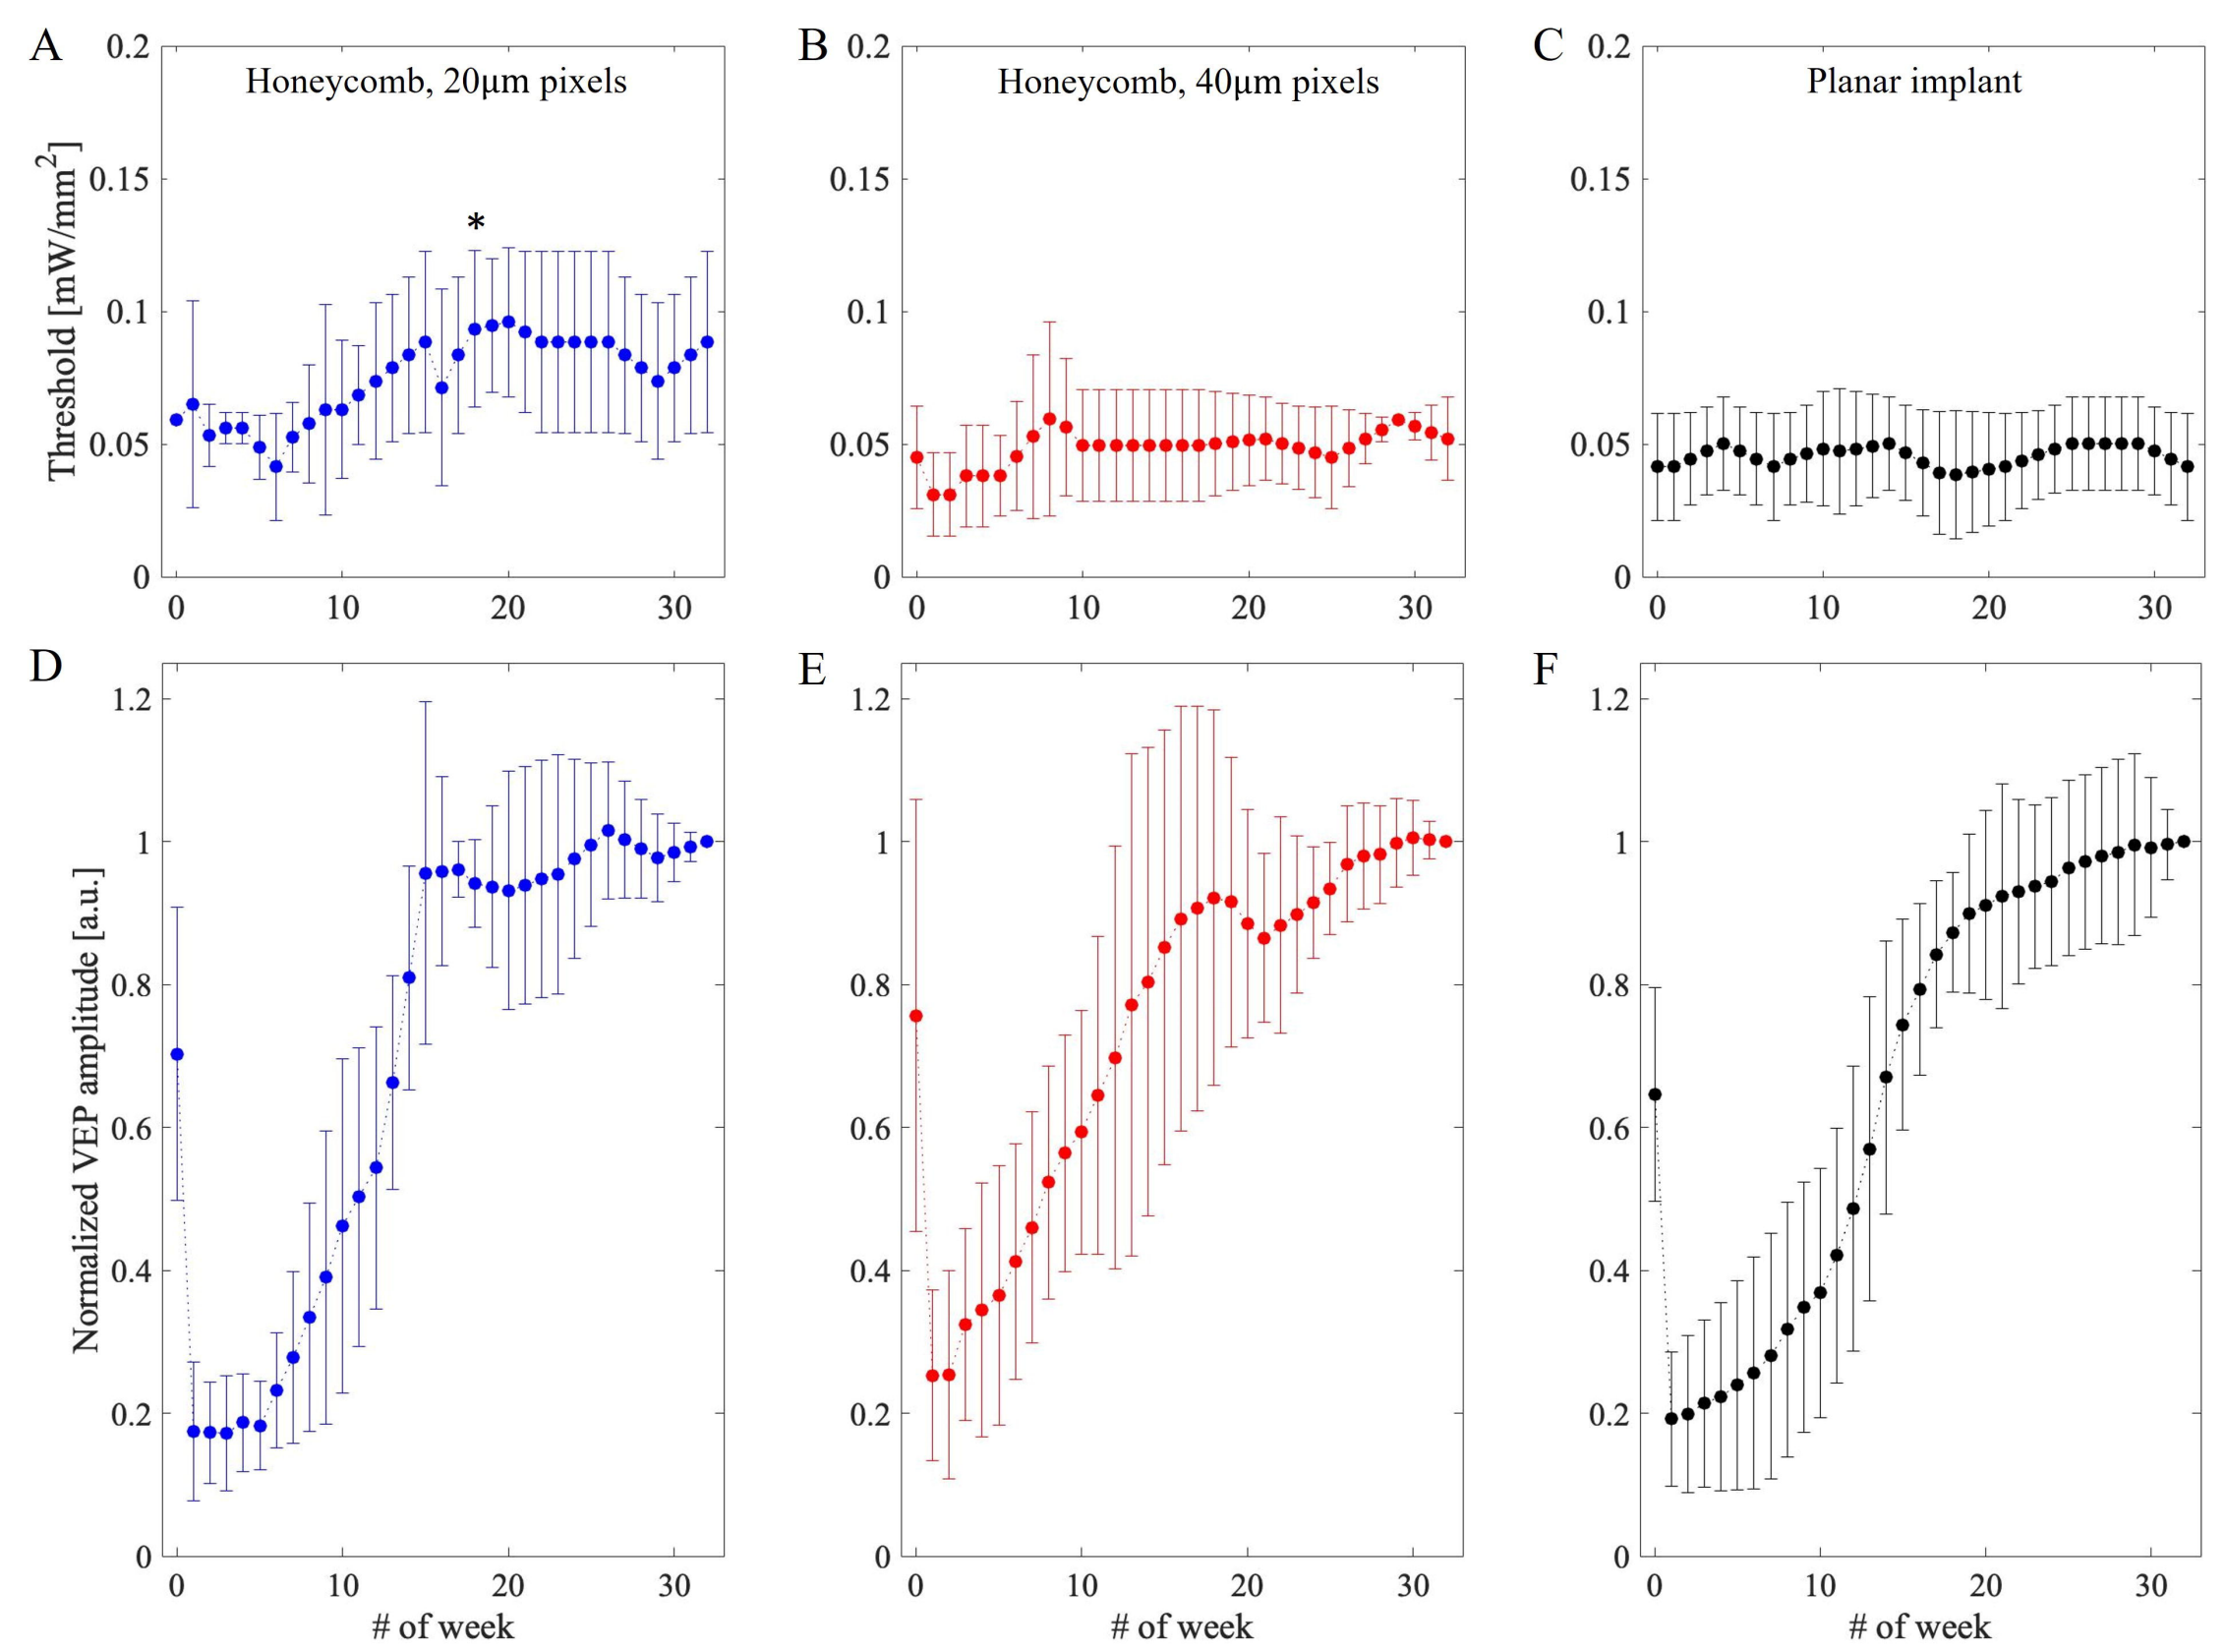 A
Honeycomb, 20μm pixels
Threshold [mW/mm²]
0.2
0.15
0.1
0.05
0
*
0 10 20 30
B
Honeycomb, 40μm pixels
0.2
0.15
0.1
0.05
0
0 10 20 30
C
Planar implant
0.2
0.15
0.1
0.05
0
0 10 20 30
D
Normalized VEP amplitude [a.u.]
1.2
1
0.8
0.6
0.4
0.2
0
0 10 20 30
# of week
E
1.2
1
0.8
0.6
0.4
0.2
0
0 10 20 30
# of week
F
1.2
1
0.8
0.6
0.4
0.2
0
0 10 20 30
# of week